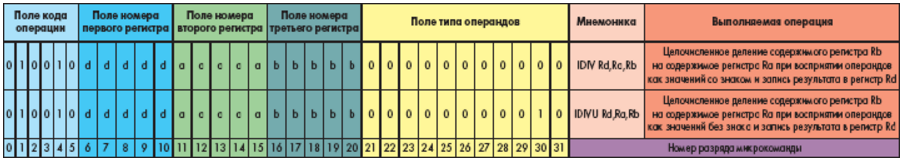 Поле кода операции
Поле номера первого регистра
Поле номера второго регистра
Поле номера третьего регистра
Поле типа операндов
Мнемоника
Выполняемая операция
0 1 0 0 1 0 d d d d d a a a a a b b b b b 0 0 0 0 0 0 0 0 0 0 0
IDIV Rd,Ra,Rb
Целочисленное деление содержимого регистра Rb
на содержимое регистра Ra при восприятии операндов
как значений со знаком и запись результата в регистр Rd
0 1 0 0 1 0 d d d d d a a a a a b b b b b 0 0 0 0 0 0 0 0 0 1 0
IDIVU Rd,Ra,Rb
Целочисленное деление содержимого регистра Rb
на содержимое регистра Ra при восприятии операндов
как значений без знака и запись результата в регистр Rd
0 1 2 3 4 5 6 7 8 9 10 11 12 13 14 15 16 17 18 19 20 21 22 23 24 25 26 27 28 29 30 31
Номер разряда микрокоманды